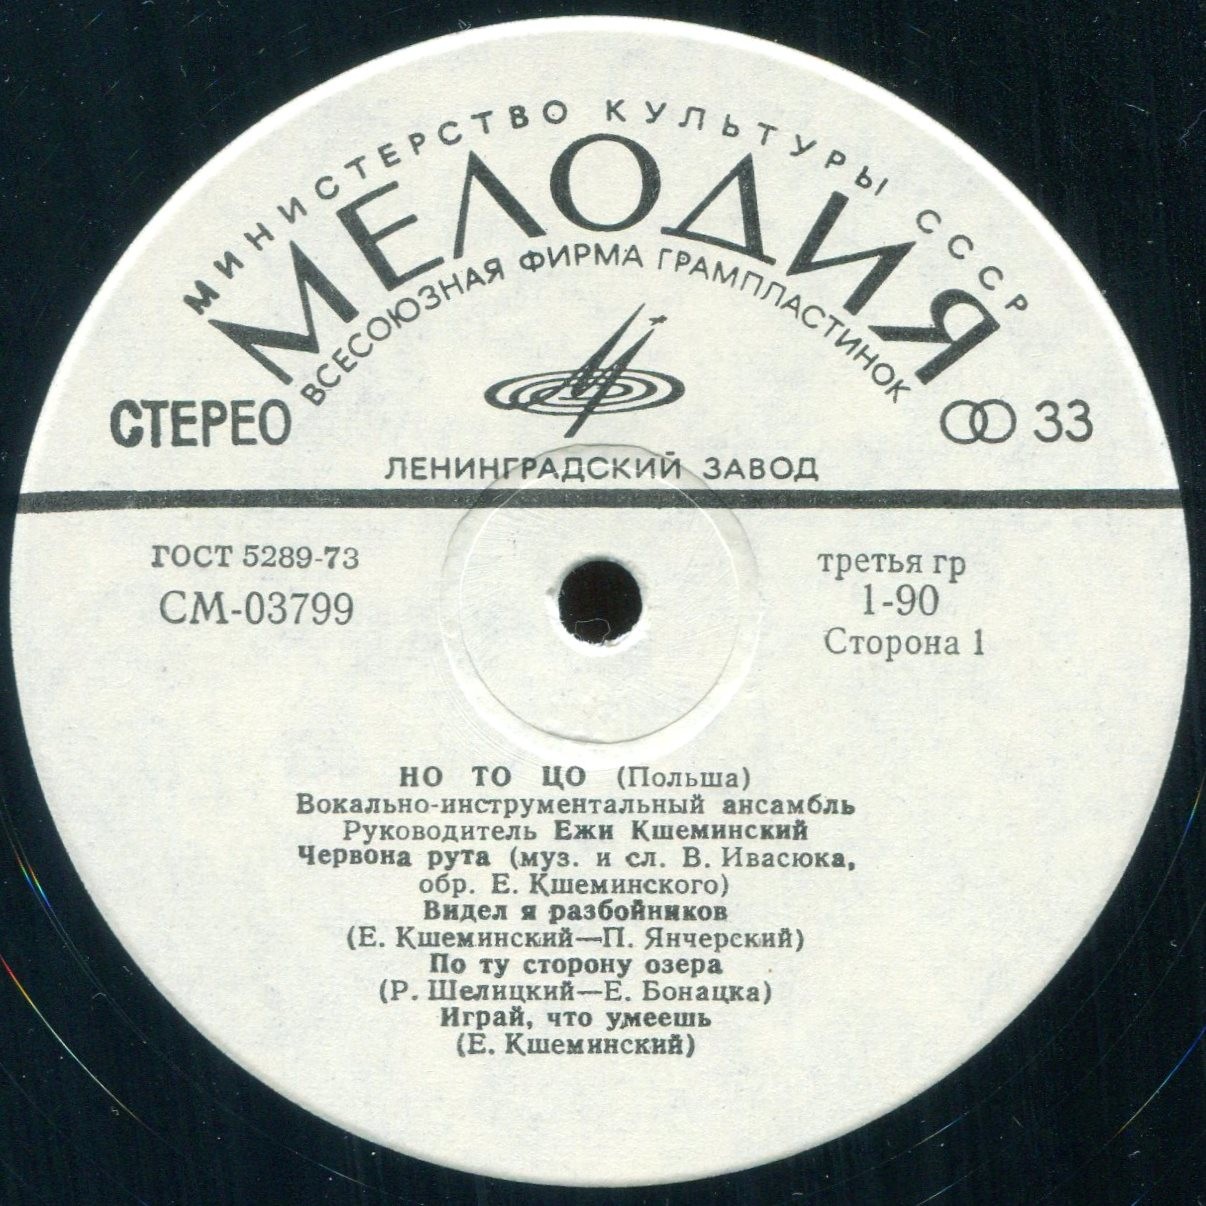 МИНИСТЕРСТВО КУЛЬТУРЫ СССР
МЕЛОДИЯ
ВСЕСОЮЗНАЯ ФИРМА ГРАМПЛАСТИНОК
СТЕРЕО
33
ЛЕНИНГРАДСКИЙ ЗАВОД
ГОСТ 5289-73
СМ-03799
третья гр
1-90
Сторона 1
НО ТО ЦО (Польша)
Вокально-инструментальный ансамбль
Руководитель Ежи Кшеминский
Червона рута (муз. и сл. В. Ивасюка,
обр. Е. Кшеминского)
Видел я разбойников
(Е. Кшеминский—П. Янчерский)
По ту сторону озера
(Р. Шелицкий—Е. Бонацка)
Играй, что умеешь
(Е. Кшеминский)